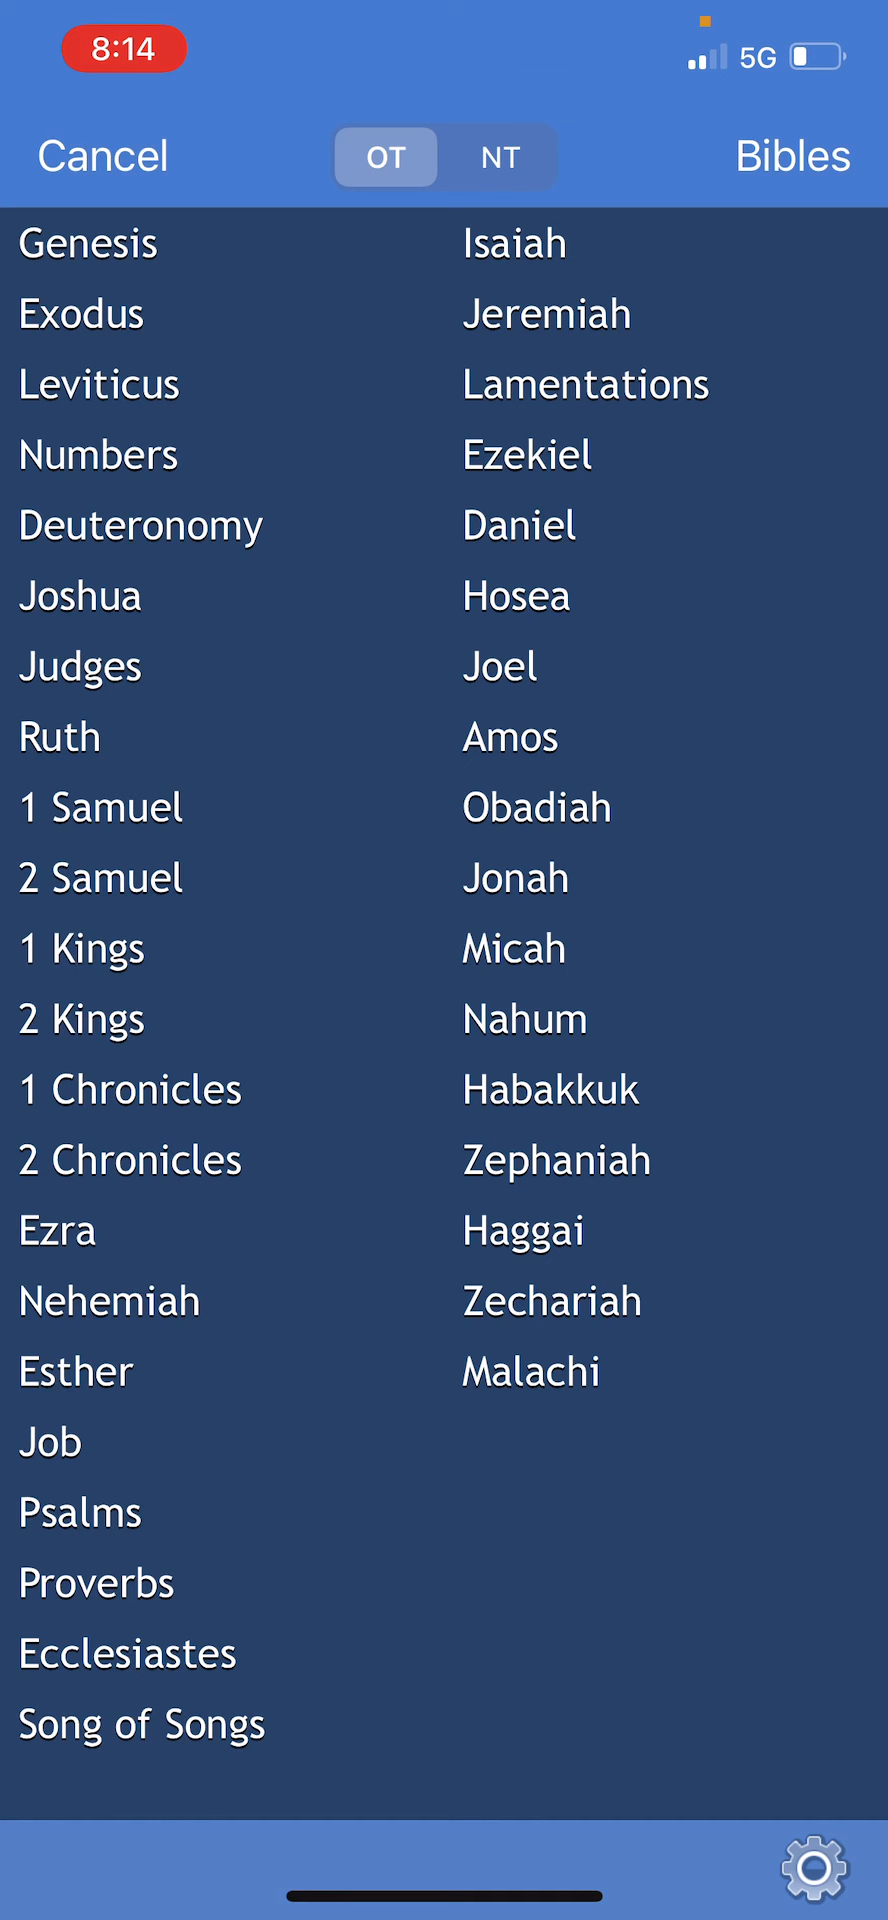 8:14
5G
Cancel
OT
NT
Bibles
Genesis
Exodus
Leviticus
Numbers
Deuteronomy
Joshua
Judges
Ruth
1 Samuel
2 Samuel
1 Kings
2 Kings
1 Chronicles
2 Chronicles
Ezra
Nehemiah
Esther
Job
Psalms
Proverbs
Ecclesiastes
Song of Songs
Isaiah
Jeremiah
Lamentations
Ezekiel
Daniel
Hosea
Joel
Amos
Obadiah
Jonah
Micah
Nahum
Habakkuk
Zephaniah
Haggai
Zechariah
Malachi